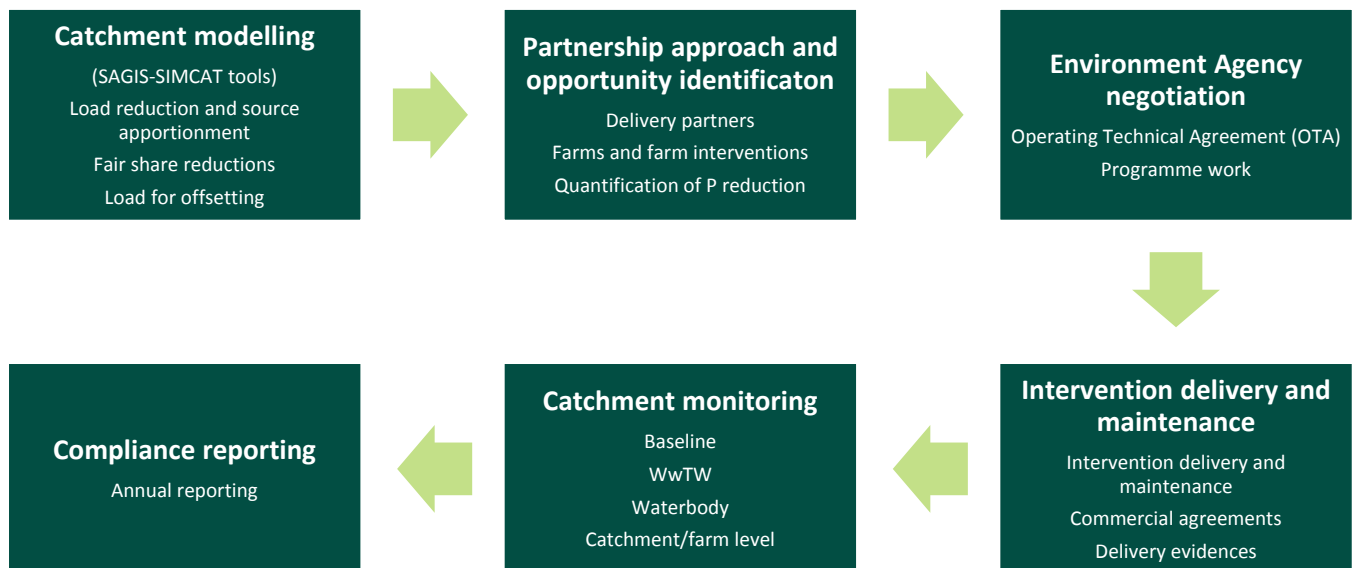 Catchment modelling
(SAGIS-SIMCAT tools)
Load reduction and source
apportionment
Fair share reductions
Load for offsetting
Partnership approach and
opportunity identificaton
Delivery partners
Farms and farm interventions
Quantification of P reduction
Environment Agency
negotiation
Operating Technical Agreement (OTA)
Programme work
Intervention delivery and
maintenance
Intervention delivery and
maintenance
Commercial agreements
Delivery evidences
Catchment monitoring
Baseline
WwTW
Waterbody
Catchment/farm level
Compliance reporting
Annual reporting